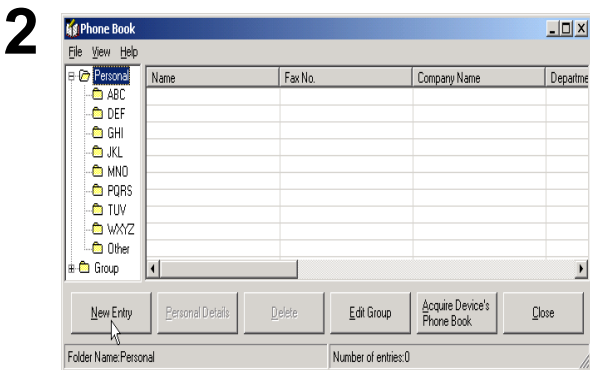 2
Phone Book
File View Help
Personal
ABC
DEF
GHI
JKL
MNO
PQRS
TUV
WXYZ
Other
Group
Name Fax No. Company Name Departme
New Entry Personal Details Delete Edit Group Acquire Device's Phone Book Close
Folder Name:Personal Number of entries:0